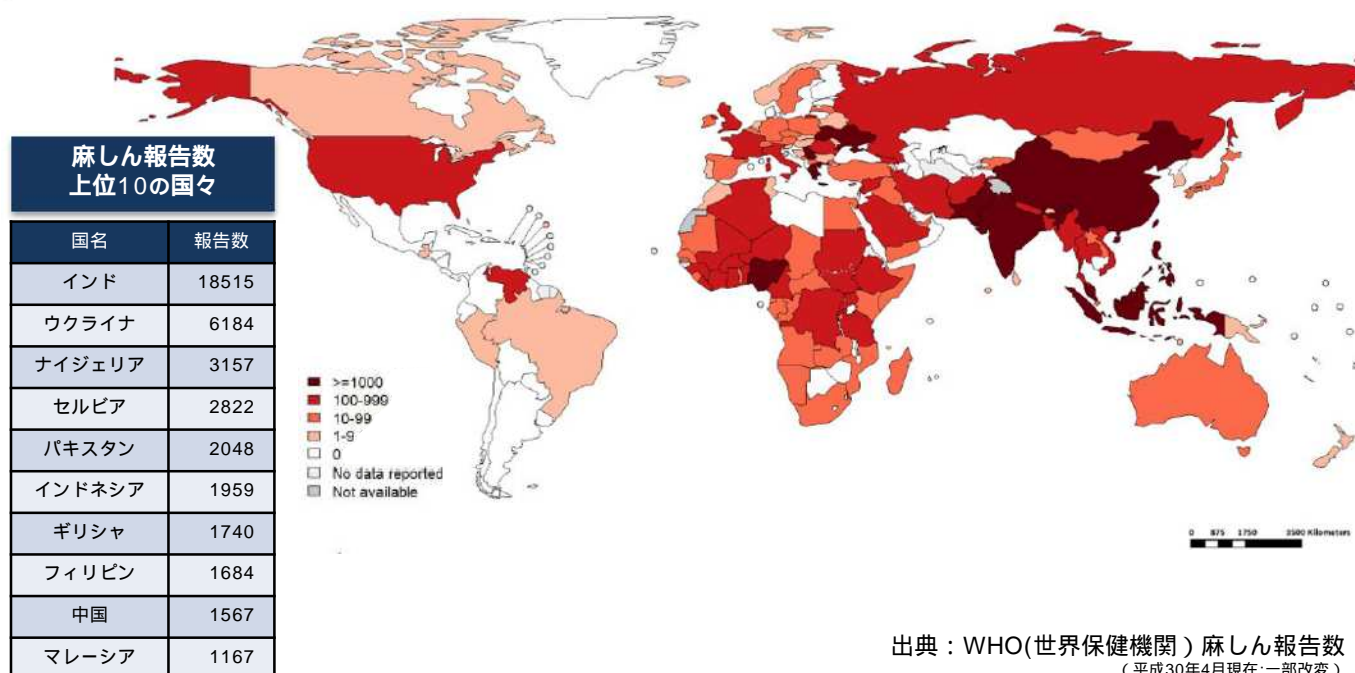 麻しん報告数
上位10の国々
国名 報告数
インド 18515
ウクライナ 6184
ナイジェリア 3157
セルビア 2822
パキスタン 2048
インドネシア 1959
ギリシャ 1740
フィリピン 1684
中国 1567
マレーシア 1167
>=1000
100-999
10-99
1-9
0
No data reported
Not available
0 875 1750 3500 Kilometers
出典：WHO(世界保健機関）麻しん報告数
（平成30年4月現在:一部改変）